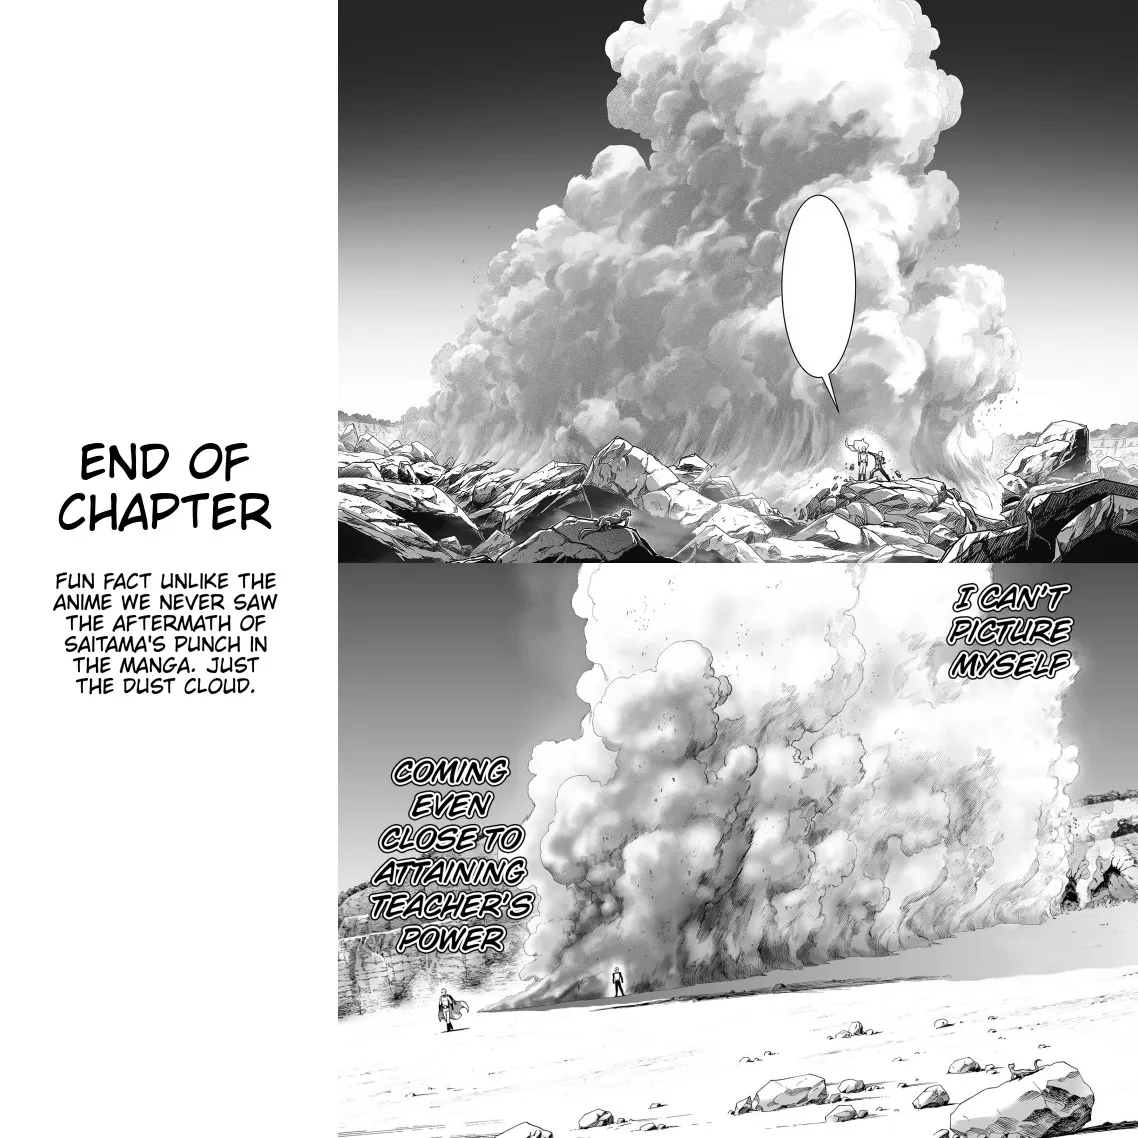 END OF
CHAPTER
FUN FACT UNLIKE THE
ANIME WE NEVER SAW
THE AFTERMATH OF
SAITAMA'S PUNCH IN
THE MANGA. JUST
THE DUST CLOUD.
I CAN'T
PICTURE
MYSELF
COMING
EVEN
CLOSE TO
ATTAINING
TEACHER'S
POWER